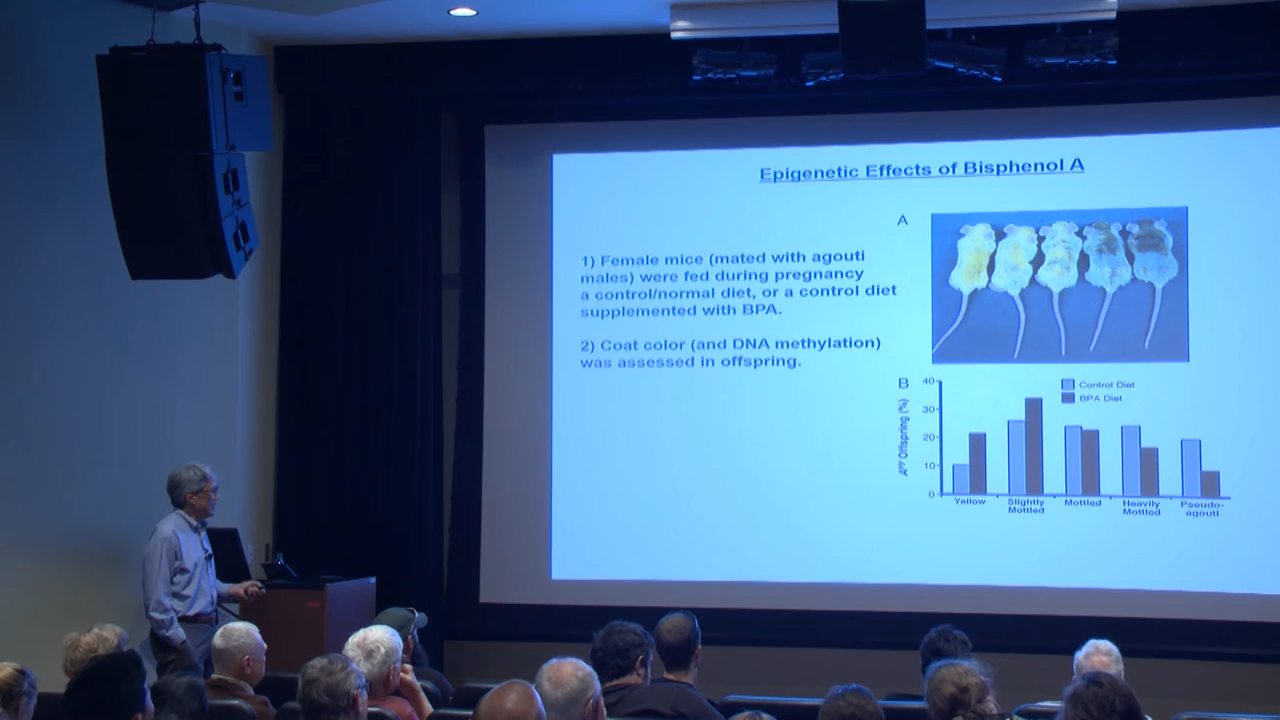 Epigenetic Effects of Bisphenol A
1) Female mice (mated with agouti
males) were fed during pregnancy
a control/normal diet, or a control diet
supplemented with BPA.
2) Coat color (and DNA methylation)
was assessed in offspring.
A
B
Control Diet
BPA Diet
Aᵛʸ Offspring (%)
40
30
20
10
0
Yellow
Slightly
Mottled
Mottled
Heavily
Mottled
Pseudo-
agouti